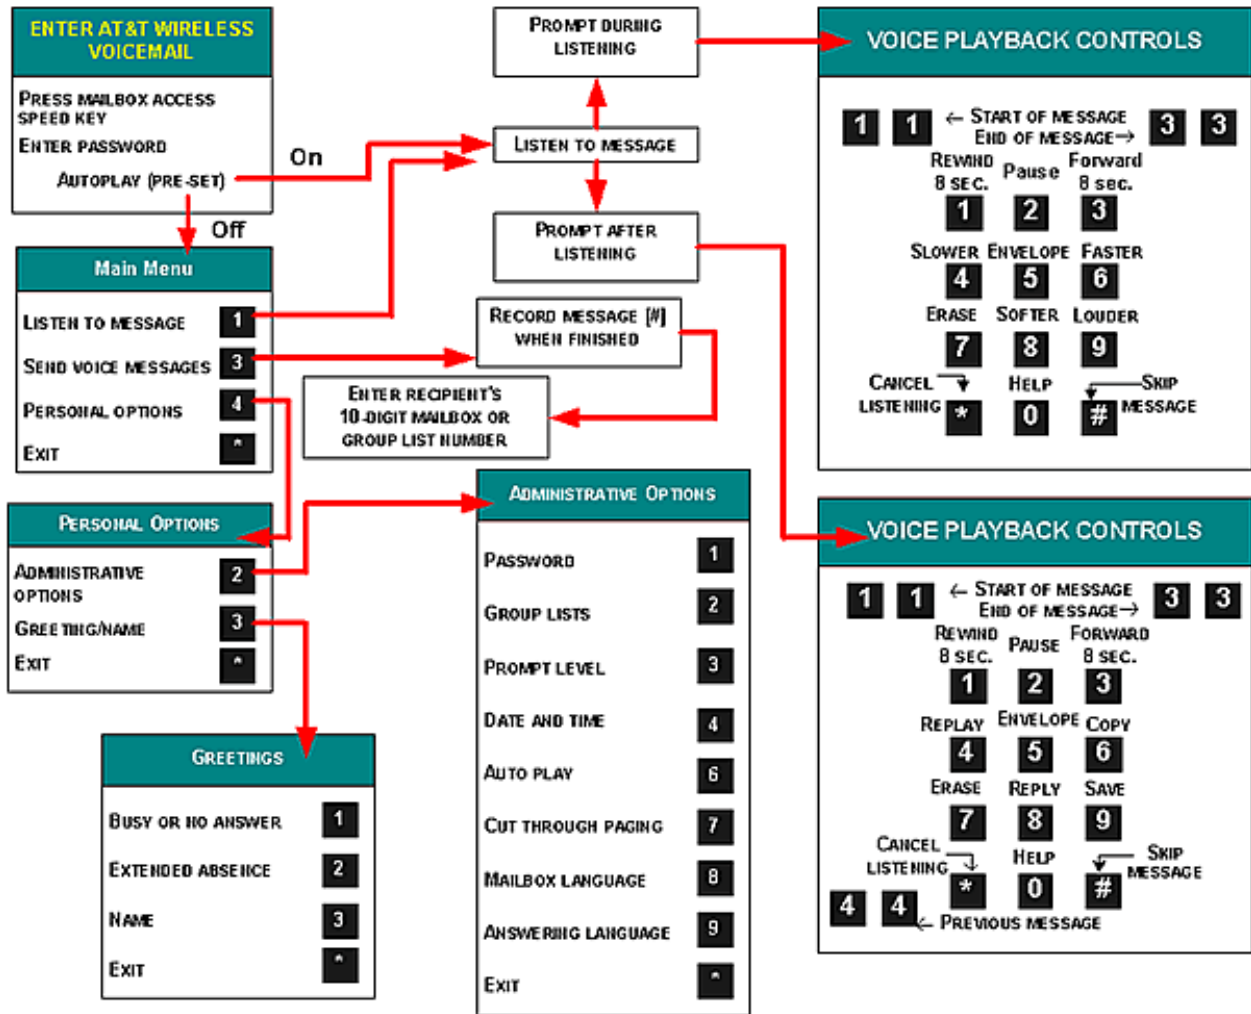 ENTER AT&T WIRELESS
VOICEMAIL
PRESS MAILBOX ACCESS
SPEED KEY
ENTER PASSWORD
AUTOPLAY (PRE-SET)
On
Off
Main Menu
LISTEN TO MESSAGE 1
SEND VOICE MESSAGES 3
PERSONAL OPTIONS 4
EXIT *
PROMPT DURING
LISTENING
LISTEN TO MESSAGE
PROMPT AFTER
LISTENING
RECORD MESSAGE [#]
WHEN FINISHED
ENTER RECIPIENT'S
10-DIGIT MAILBOX OR
GROUP LIST NUMBER
PERSONAL OPTIONS
ADMINISTRATIVE
OPTIONS 2
GREETING/NAME 3
EXIT *
GREETINGS
BUSY OR NO ANSWER 1
EXTENDED ABSENCE 2
NAME 3
EXIT *
ADMINISTRATIVE OPTIONS
PASSWORD 1
GROUP LISTS 2
PROMPT LEVEL 3
DATE AND TIME 4
AUTO PLAY 6
CUT THROUGH PAGING 7
MAILBOX LANGUAGE 8
ANSWERING LANGUAGE 9
EXIT *
VOICE PLAYBACK CONTROLS
1 1 ← START OF MESSAGE
END OF MESSAGE→ 3 3
REWIND
8 SEC. Pause Forward
8 sec.
1 2 3
SLOWER ENVELOPE FASTER
4 5 6
ERASE SOFTER LOUDER
7 8 9
CANCEL
LISTENING HELP SKIP
MESSAGE
* 0 #
VOICE PLAYBACK CONTROLS
1 1 ← START OF MESSAGE
END OF MESSAGE→ 3 3
REWIND
8 SEC. PAUSE FORWARD
8 SEC.
1 2 3
REPLAY ENVELOPE COPY
4 5 6
ERASE REPLY SAVE
7 8 9
CANCEL
LISTENING HELP SKIP
MESSAGE
* 0 #
4 4 ← PREVIOUS MESSAGE